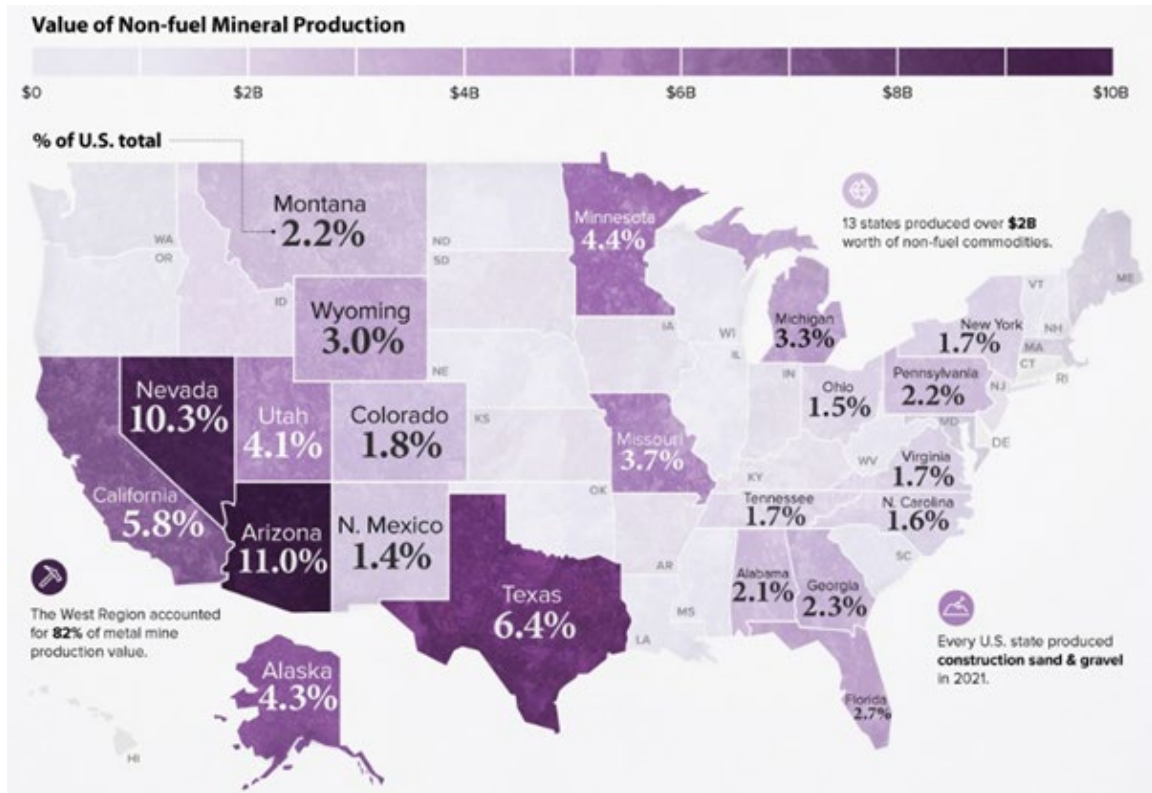 Value of Non-fuel Mineral Production
$0 $2B $4B $6B $8B $10B
% of U.S. total
Montana
2.2%
Minnesota
4.4%
13 states produced over $2B
worth of non-fuel commodities.
WA
OR
ID
ND
SD
Wyoming
3.0%
NE
IA
WI
IL
Michigan
3.3%
IN
VT
ME
New York
1.7%
NH
MA
CT
RI
Pennsylvania
2.2%
NJ
Ohio
1.5%
MD
DE
Nevada
10.3%
Utah
4.1%
Colorado
1.8%
KS
Missouri
3.7%
KY
WV
Virginia
1.7%
California
5.8%
Arizona
11.0%
N. Mexico
1.4%
OK
Tennessee
1.7%
N. Carolina
1.6%
SC
AR
MS
LA
Alabama
2.1%
Georgia
2.3%
Texas
6.4%
The West Region accounted
for 82% of metal mine
production value.
Every U.S. state produced
construction sand & gravel
in 2021.
Alaska
4.3%
Florida
2.7%
HI